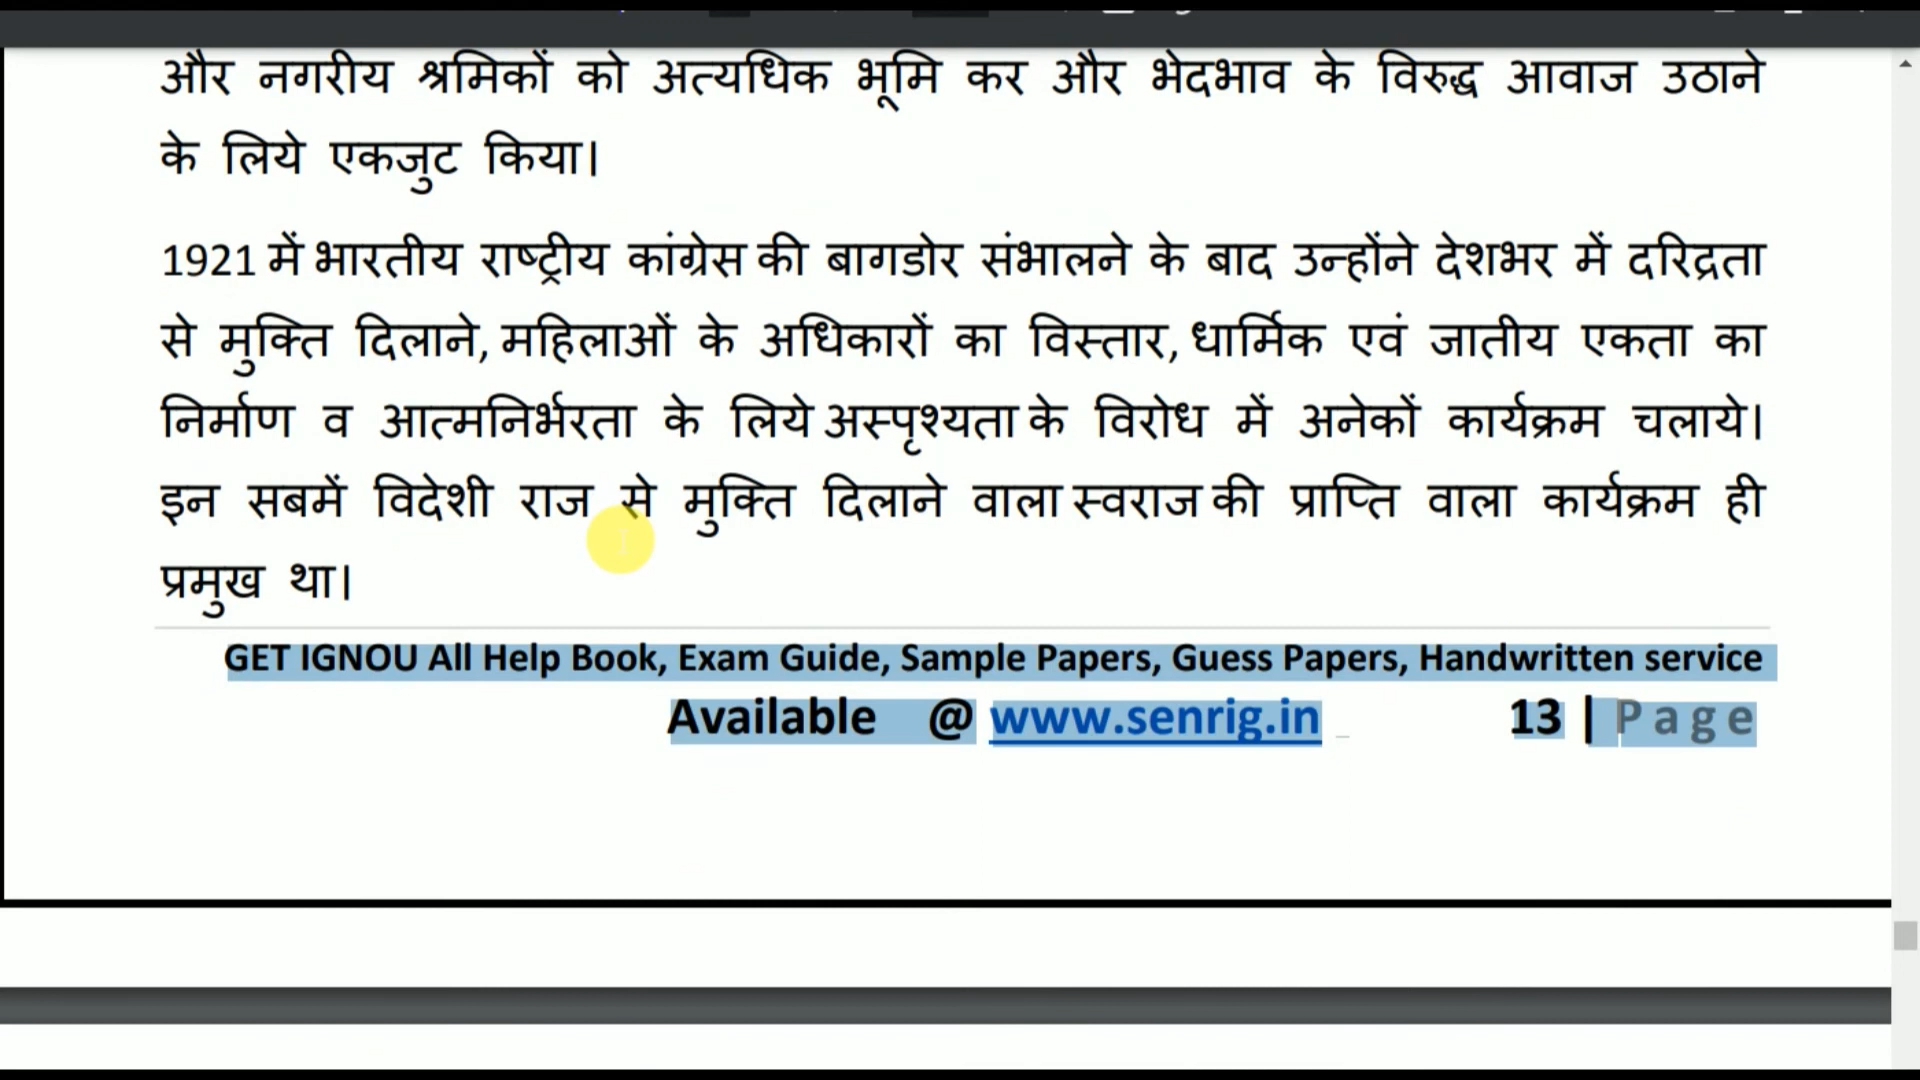 और नगरीय श्रमिकों को अत्यधिक भूमि कर और भेदभाव के विरुद्ध आवाज उठाने
के लिये एकजुट किया।
1921 में भारतीय राष्ट्रीय कांग्रेस की बागडोर संभालने के बाद उन्होंने देशभर में दरिद्रता
से मुक्ति दिलाने, महिलाओं के अधिकारों का विस्तार, धार्मिक एवं जातीय एकता का
निर्माण व आत्मनिर्भरता के लिये अस्पृश्यता के विरोध में अनेकों कार्यक्रम चलाये।
इन सबमें विदेशी राज से मुक्ति दिलाने वाला स्वराज की प्राप्ति वाला कार्यक्रम ही
प्रमुख था।
GET IGNOU All Help Book, Exam Guide, Sample Papers, Guess Papers, Handwritten service
Available @ www.senrig.in 13 | Page